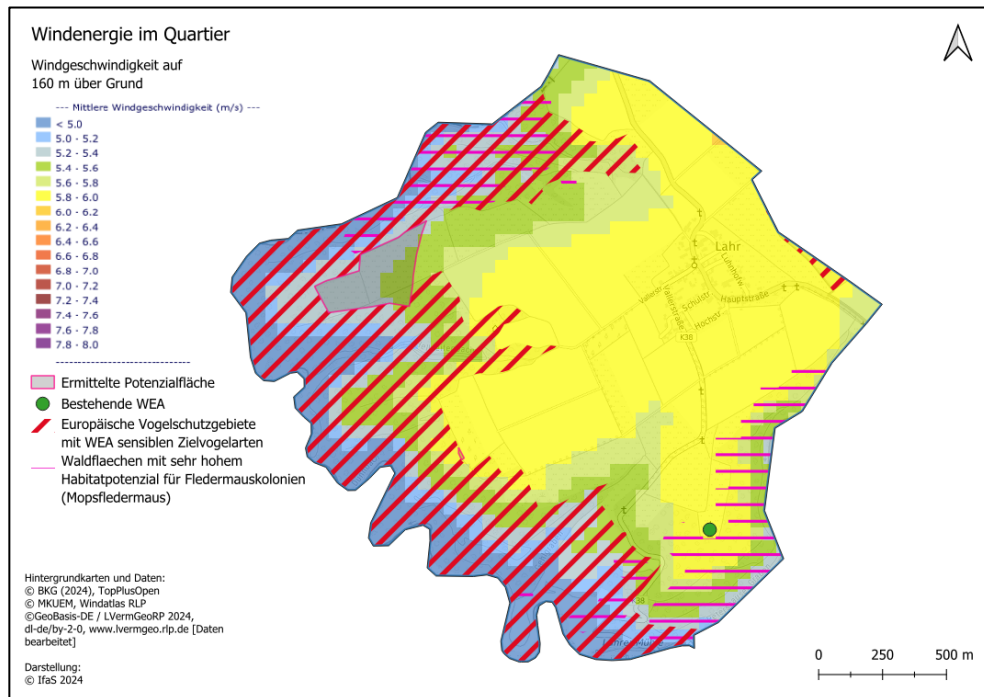 Windenergie im Quartier
Windgeschwindigkeit auf
160 m über Grund
--- Mittlere Windgeschwindigkeit (m/s) ---
< 5.0
5.0 - 5.2
5.2 - 5.4
5.4 - 5.6
5.6 - 5.8
5.8 - 6.0
6.0 - 6.2
6.2 - 6.4
6.4 - 6.6
6.6 - 6.8
6.8 - 7.0
7.0 - 7.2
7.2 - 7.4
7.4 - 7.6
7.6 - 7.8
7.8 - 8.0
--------------------------------
Ermittelte Potenzialfläche
Bestehende WEA
Europäische Vogelschutzgebiete
mit WEA sensiblen Zielvogelarten
Waldflaechen mit sehr hohem
Habitatpotenzial für Fledermauskolonien
(Mopsfledermaus)
Hintergrundkarten und Daten:
© BKG (2024), TopPlusOpen
© MKUEM, Windatlas RLP
©GeoBasis-DE / LVermGeoRP 2024,
dl-de/by-2-0, www.lvermgeo.rlp.de [Daten
bearbeitet]
Darstellung:
© IfaS 2024
Lahr
Schulstr
Hauptstraße
Hochstr
K38
0 250 500 m